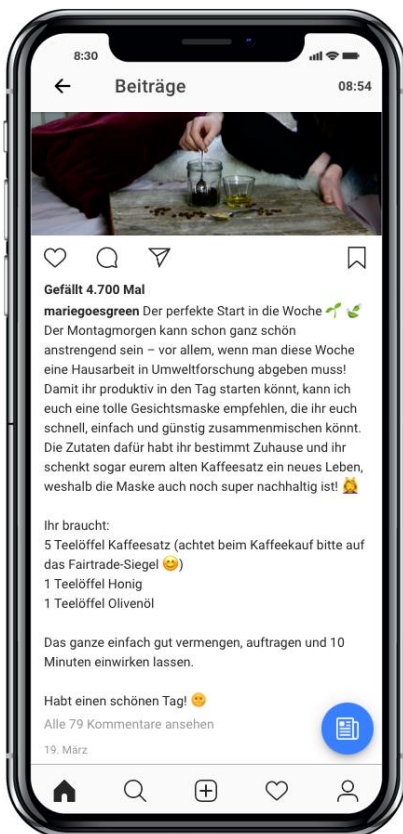 8:30
Beiträge 08:54
Gefällt 4.700 Mal
mariegoesgreen Der perfekte Start in die Woche 🌱 🍃
Der Montagmorgen kann schon ganz schön
anstrengend sein – vor allem, wenn man diese Woche
eine Hausarbeit in Umweltforschung abgeben muss!
Damit ihr produktiv in den Tag starten könnt, kann ich
euch eine tolle Gesichtsmaske empfehlen, die ihr euch
schnell, einfach und günstig zusammenmischen könnt.
Die Zutaten dafür habt ihr bestimmt Zuhause und ihr
schenkt sogar eurem alten Kaffeesatz ein neues Leben,
weshalb die Maske auch noch super nachhaltig ist! 💆
Ihr braucht:
5 Teelöffel Kaffeesatz (achtet beim Kaffeekauf bitte auf
das Fairtrade-Siegel 😊)
1 Teelöffel Honig
1 Teelöffel Olivenöl
Das ganze einfach gut vermengen, auftragen und 10
Minuten einwirken lassen.
Habt einen schönen Tag! 🌞
Alle 79 Kommentare ansehen
19. März